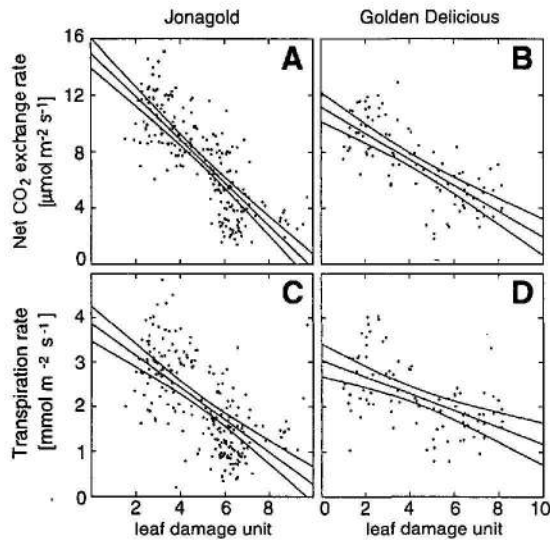 Jonagold Golden Delicious
Net CO2 exchange rate
[µmol m-2 s-1]
16
12
8
4
0
A
B
Transpiration rate
[mmol m -2 s -1]
4
3
2
1
0
C
D
0 2 4 6 8 0 2 4 6 8 10
leaf damage unit leaf damage unit